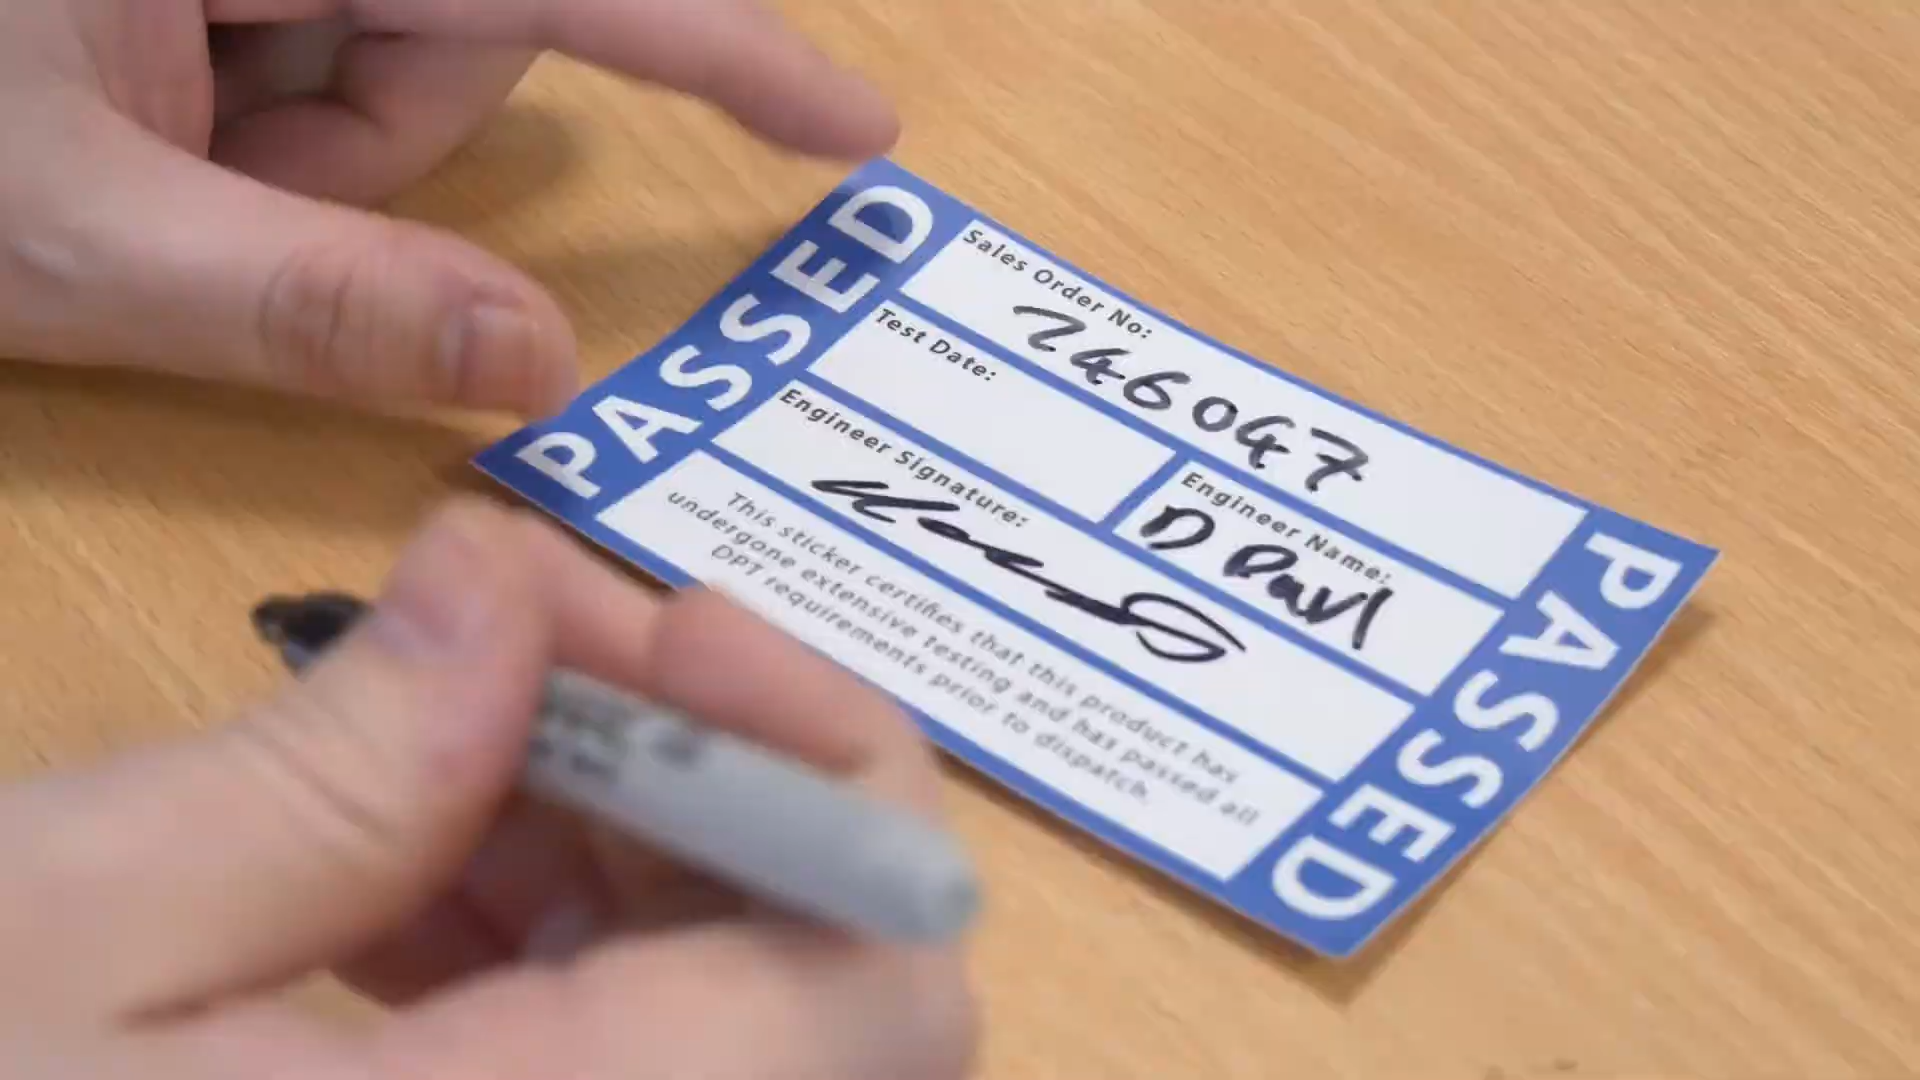 PASSED
Sales Order No:
246047
Test Date:
Engineer Name:
D Davl
Engineer Signature:
This sticker certifies that this product has
undergone extensive testing and has passed all
DPT requirements prior to dispatch.
PASSED